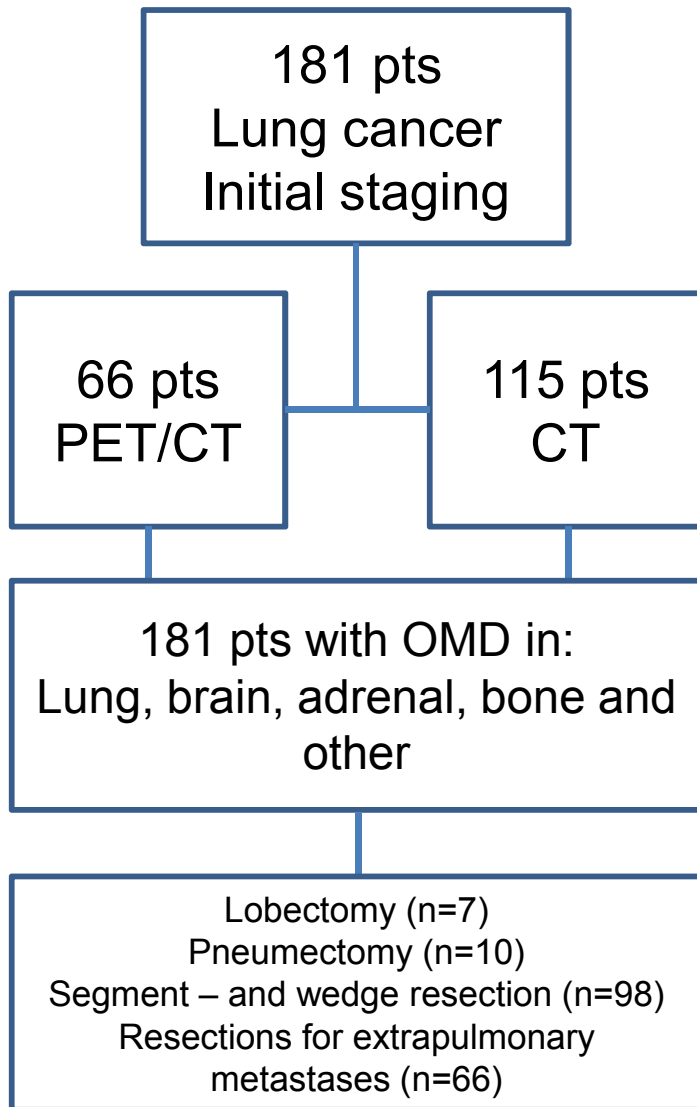 181 pts
Lung cancer
Initial staging
66 pts
PET/CT
115 pts
CT
181 pts with OMD in:
Lung, brain, adrenal, bone and
other
Lobectomy (n=7)
Pneumectomy (n=10)
Segment – and wedge resection (n=98)
Resections for extrapulmonary
metastases (n=66)